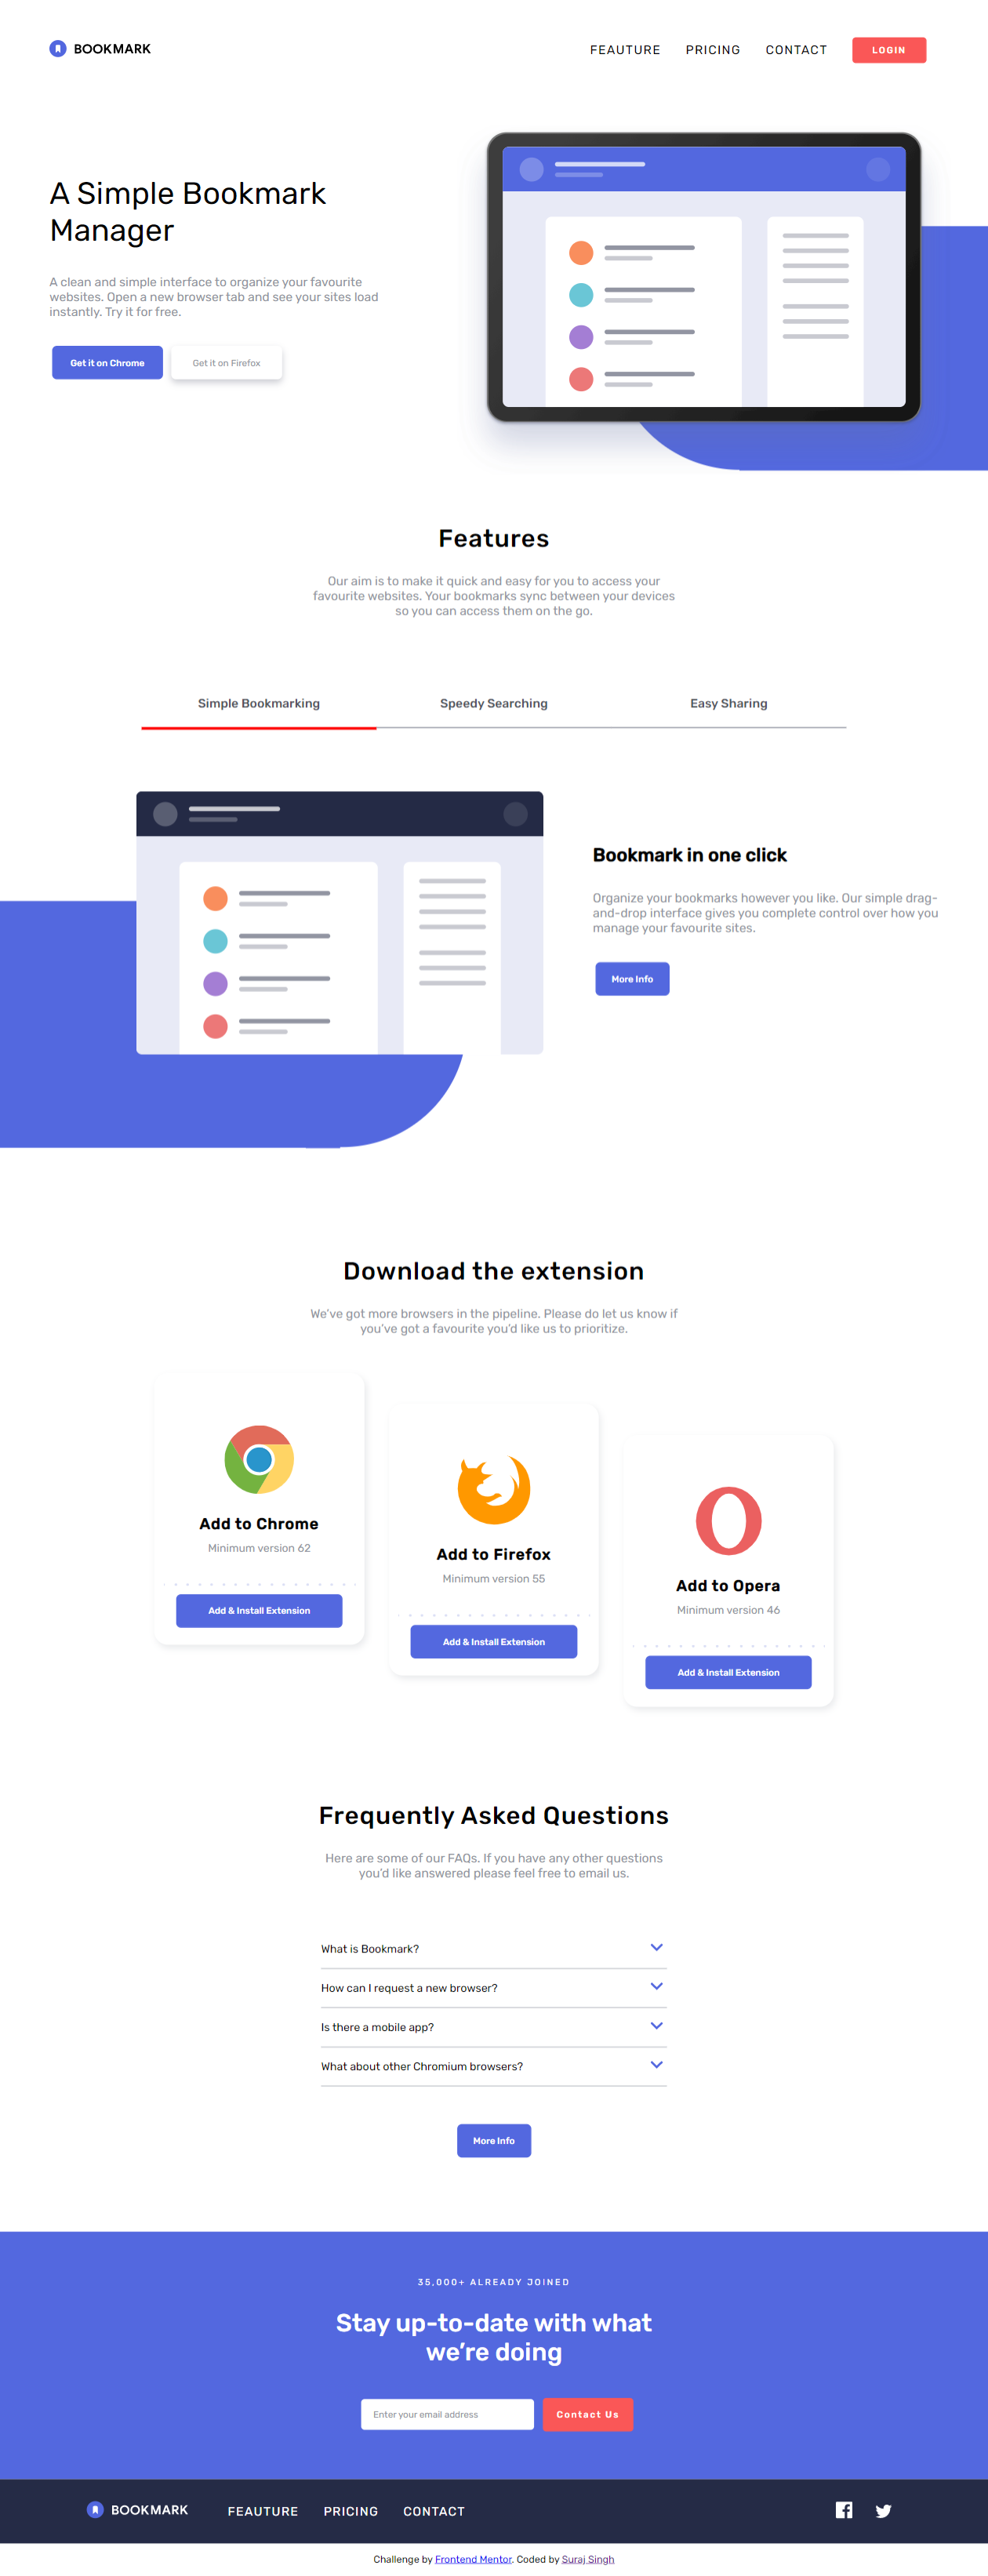 BOOKMARK
FEAUTURE PRICING CONTACT LOGIN
A Simple Bookmark
Manager
A clean and simple interface to organize your favourite
websites. Open a new browser tab and see your sites load
instantly. Try it for free.
Get it on Chrome
Get it on Firefox
Features
Our aim is to make it quick and easy for you to access your
favourite websites. Your bookmarks sync between your devices
so you can access them on the go.
Simple Bookmarking
Speedy Searching
Easy Sharing
Bookmark in one click
Organize your bookmarks however you like. Our simple drag-
and-drop interface gives you complete control over how you
manage your favourite sites.
More Info
Download the extension
We've got more browsers in the pipeline. Please do let us know if
you've got a favourite you'd like us to prioritize.
Add to Chrome
Minimum version 62
Add & Install Extension
Add to Firefox
Minimum version 55
Add & Install Extension
Add to Opera
Minimum version 46
Add & Install Extension
Frequently Asked Questions
Here are some of our FAQs. If you have any other questions
you'd like answered please feel free to email us.
What is Bookmark?
How can I request a new browser?
Is there a mobile app?
What about other Chromium browsers?
More Info
35,000+ ALREADY JOINED
Stay up-to-date with what
we're doing
Enter your email address
Contact Us
BOOKMARK
FEAUTURE PRICING CONTACT
Challenge by Frontend Mentor. Coded by Suraj Singh